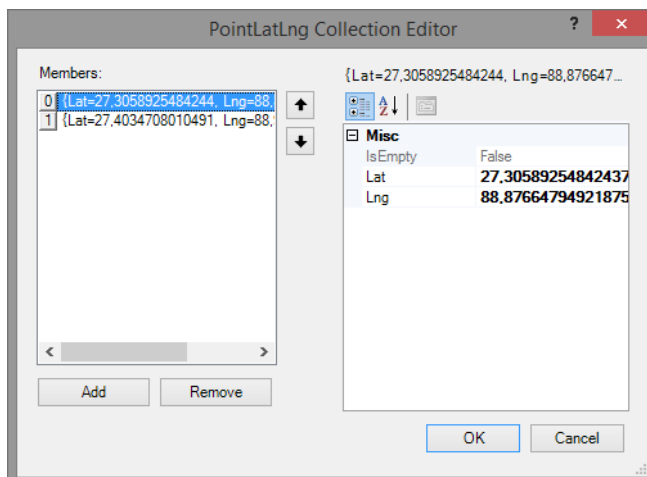 PointLatLng Collection Editor
?
Members:
{Lat=27,3058925484244, Lng=88,876647...
0 {Lat=27,3058925484244, Lng=88,
1 {Lat=27,4034708010491, Lng=88,
Misc
IsEmpty False
Lat 27,30589254842437
Lng 88,87664794921875
Add
Remove
OK
Cancel